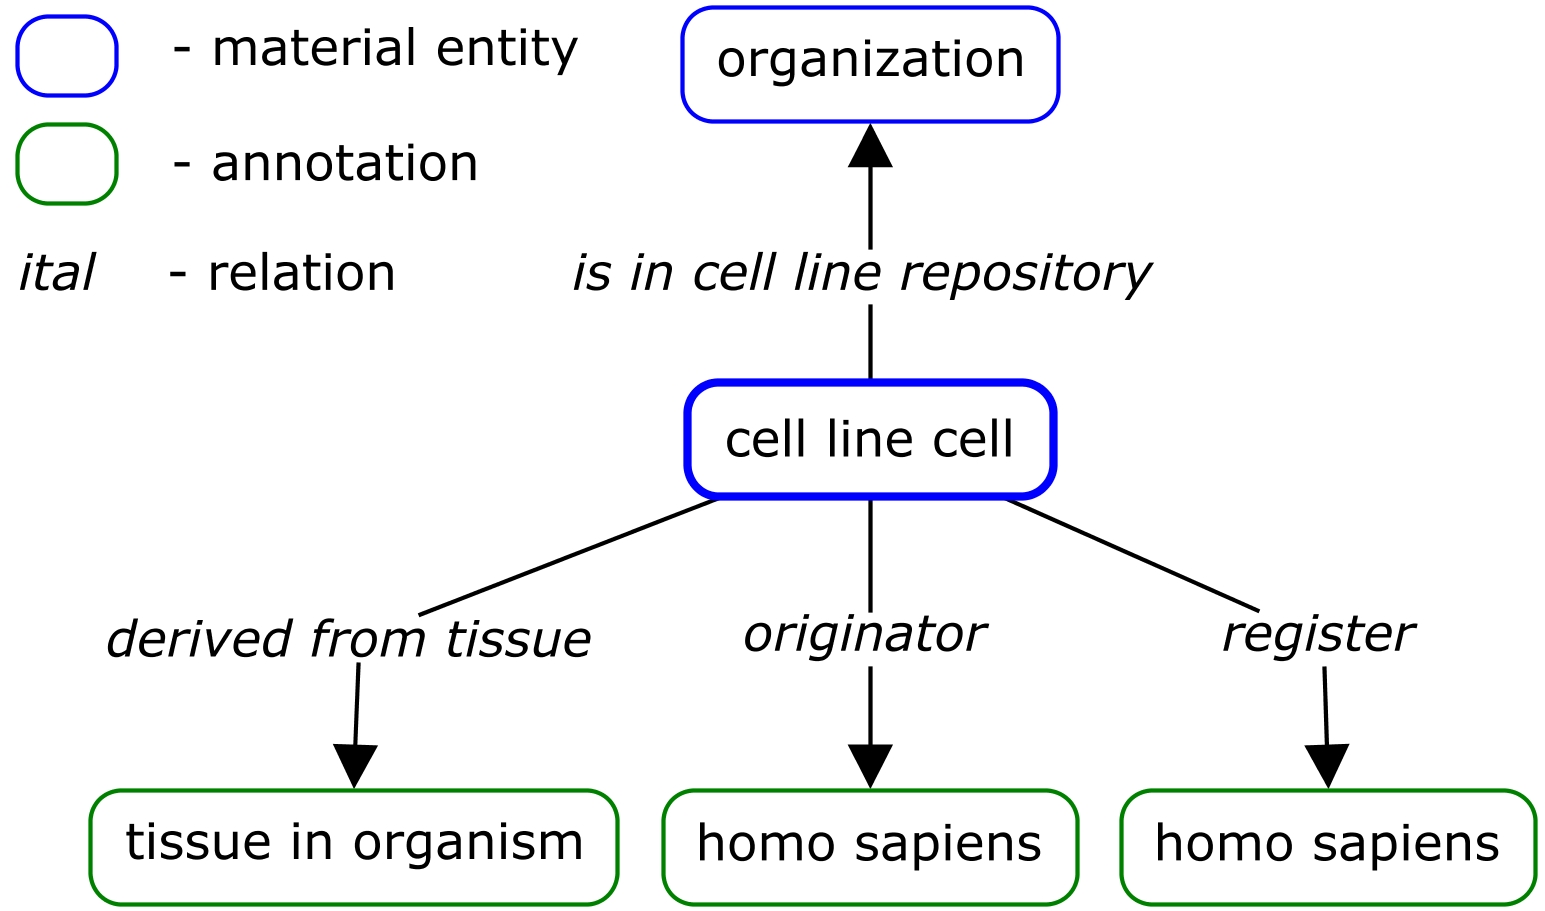 - material entity
organization
- annotation
ital - relation
is in cell line repository
cell line cell
derived from tissue
originator
register
tissue in organism
homo sapiens
homo sapiens